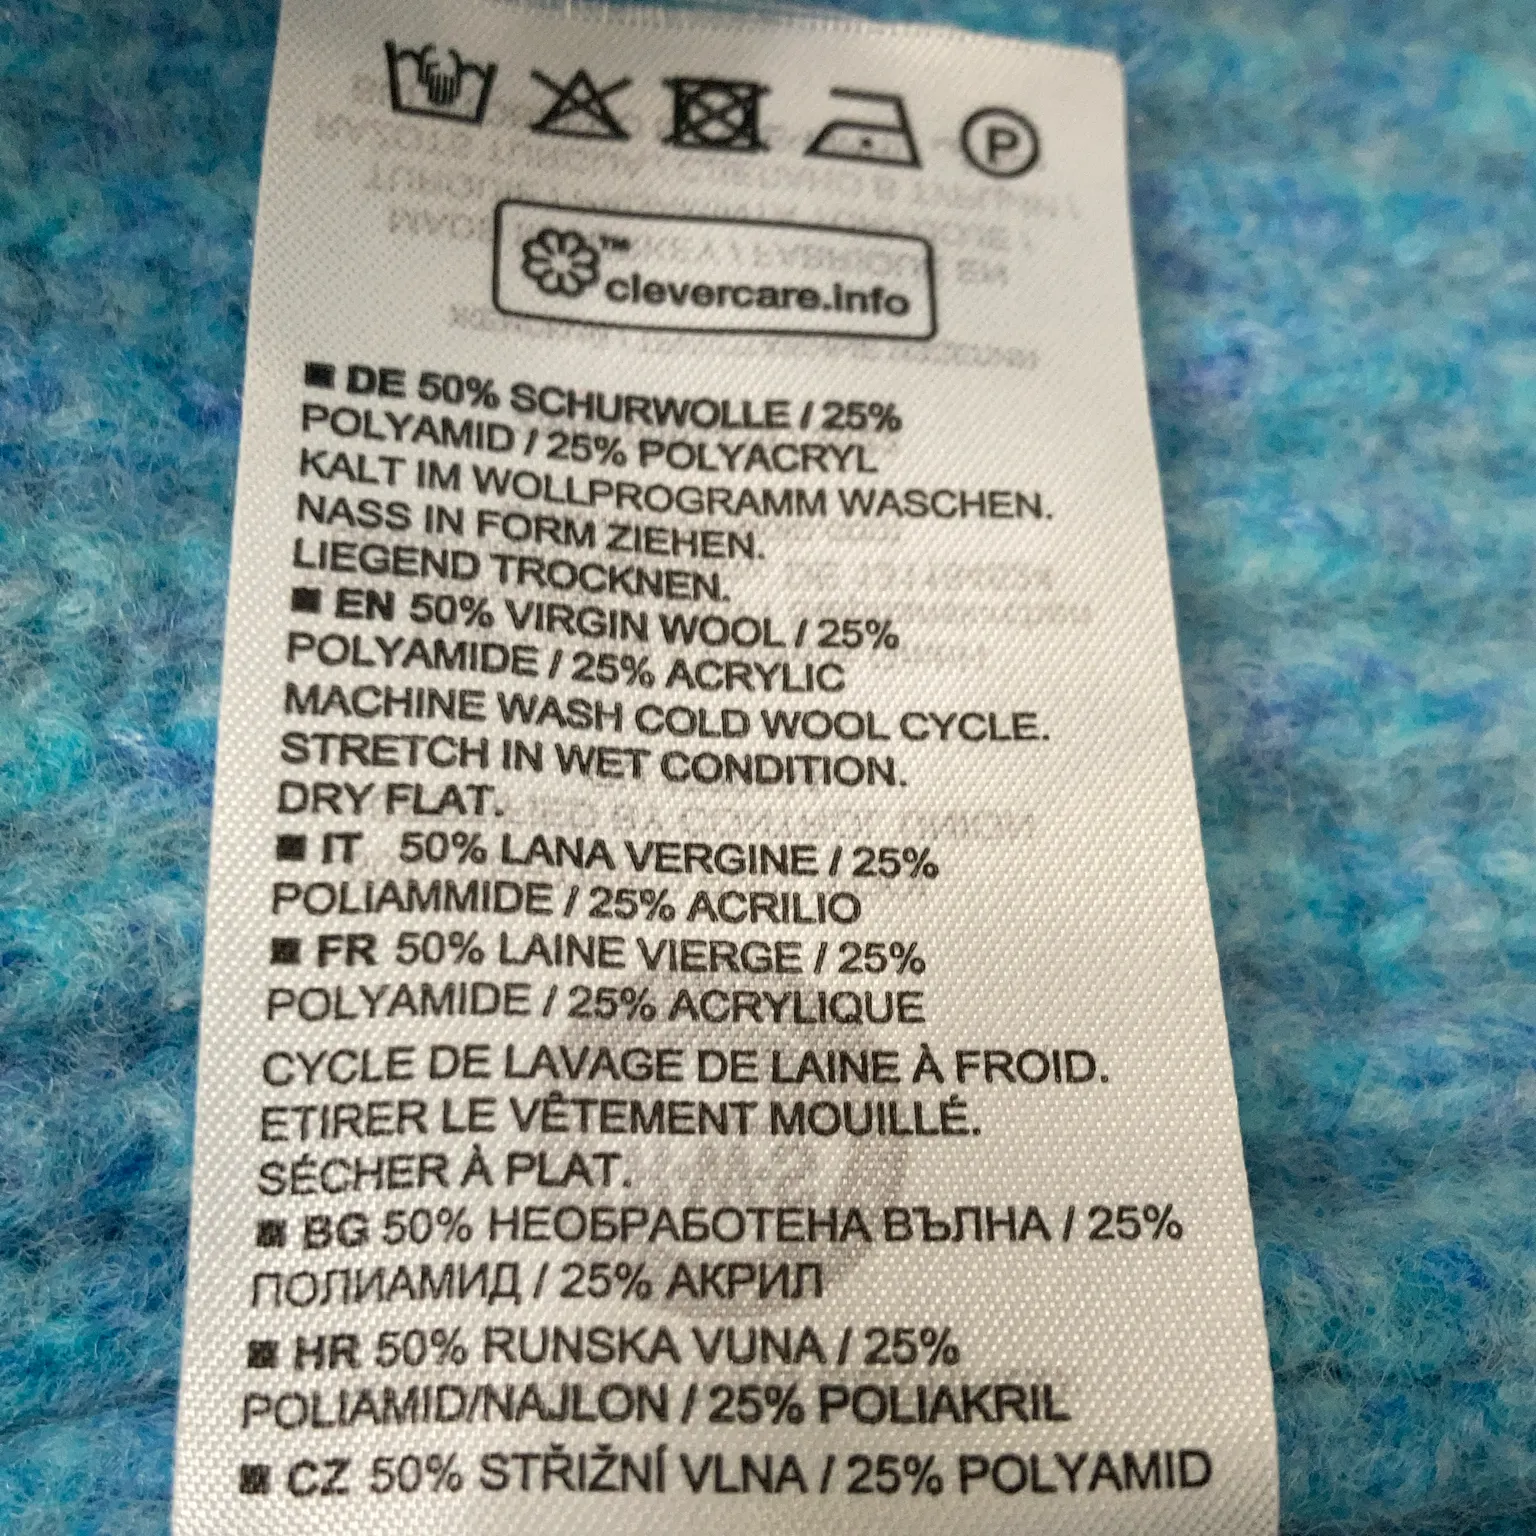 P
™
clevercare.info
■ DE 50% SCHURWOLLE / 25%
POLYAMID / 25% POLYACRYL
KALT IM WOLLPROGRAMM WASCHEN.
NASS IN FORM ZIEHEN.
LIEGEND TROCKNEN.
■ EN 50% VIRGIN WOOL / 25%
POLYAMIDE / 25% ACRYLIC
MACHINE WASH COLD WOOL CYCLE.
STRETCH IN WET CONDITION.
DRY FLAT.
■ IT 50% LANA VERGINE / 25%
POLIAMMIDE / 25% ACRILIO
■ FR 50% LAINE VIERGE / 25%
POLYAMIDE / 25% ACRYLIQUE
CYCLE DE LAVAGE DE LAINE À FROID.
ETIRER LE VÊTEMENT MOUILLÉ.
SÉCHER À PLAT.
■ BG 50% НЕОБРАБОТЕНА ВЪЛНА / 25%
ПОЛИАМИД / 25% АКРИЛ
■ HR 50% RUNSKA VUNA / 25%
POLIAMID/NAJLON / 25% POLIAKRIL
■ CZ 50% STŘIŽNÍ VLNA / 25% POLYAMID